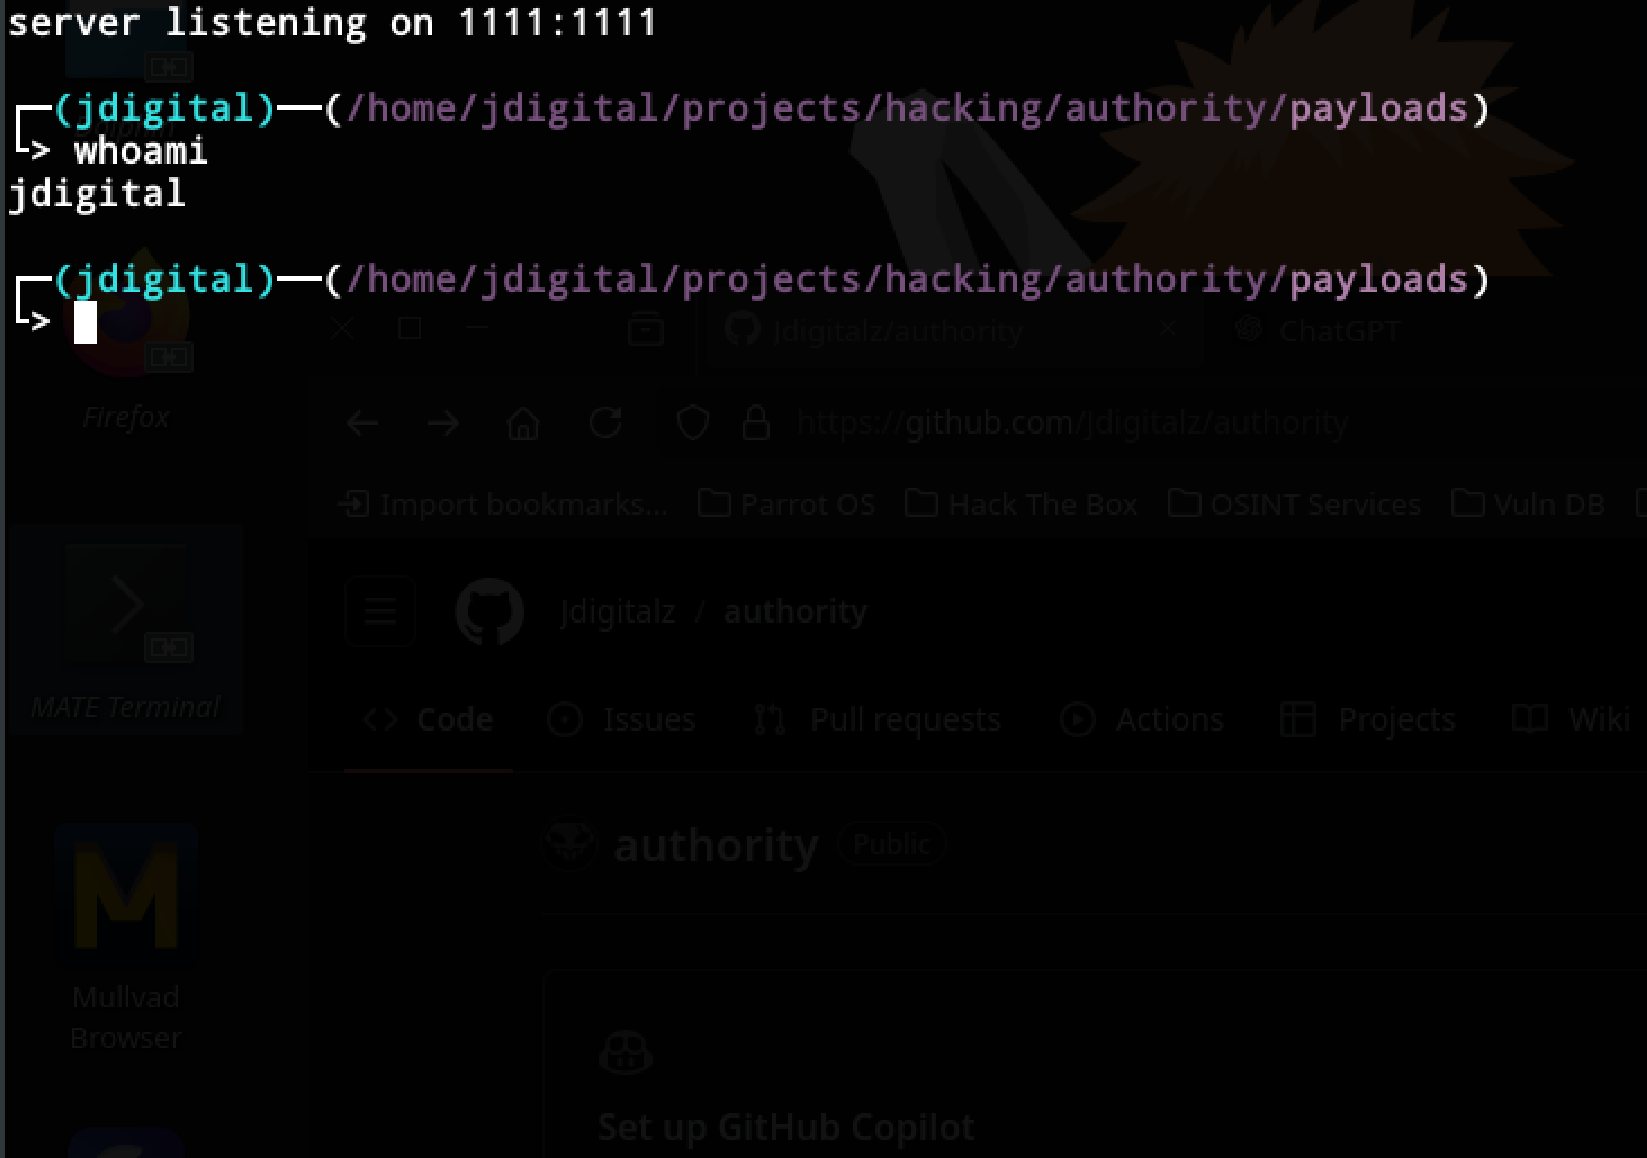 server listening on 1111:1111
┌──(jdigital)──(/home/jdigital/projects/hacking/authority/payloads)
└> whoami
jdigital
┌──(jdigital)──(/home/jdigital/projects/hacking/authority/payloads)
└>
Jdigitalz/authority
ChatGPT
Firefox
https://github.com/Jdigitalz/authority
Import bookmarks... Parrot OS Hack The Box OSINT Services Vuln DB
Jdigitalz / authority
MATE Terminal
Code Issues Pull requests Actions Projects Wiki
authority Public
Mullvad
Browser
Set up GitHub Copilot